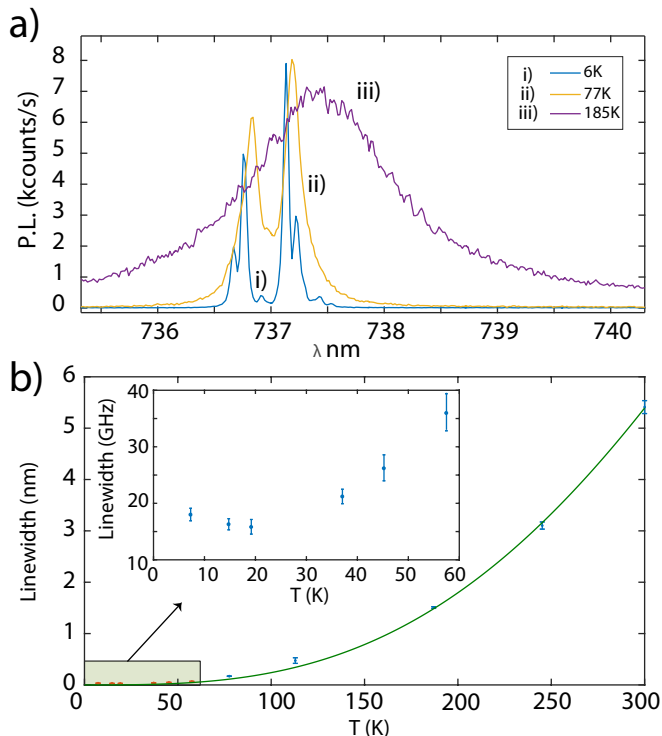 a)
P.L. (kcounts/s)
8
7
6
5
4
3
2
1
0
i) 6K
ii) 77K
iii) 185K
iii)
ii)
i)
736 737 738 739 740
λ nm
b)
Linewidth (nm)
6
5
4
3
2
1
0
Linewidth (GHz)
40
30
20
10
0 10 20 30 40 50 60
T (K)
0 50 100 150 200 250 300
T (K)